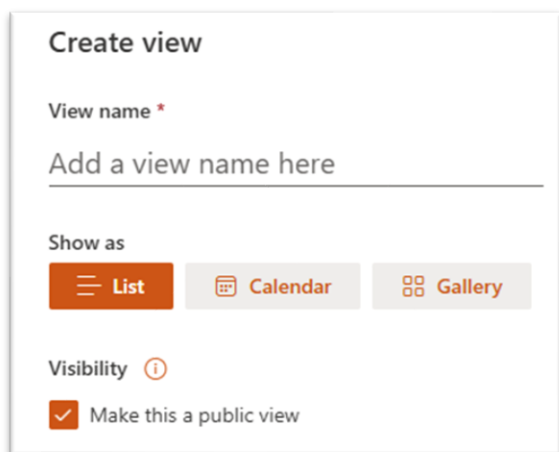 Create view
View name *
Add a view name here
Show as
List Calendar Gallery
Visibility
Make this a public view